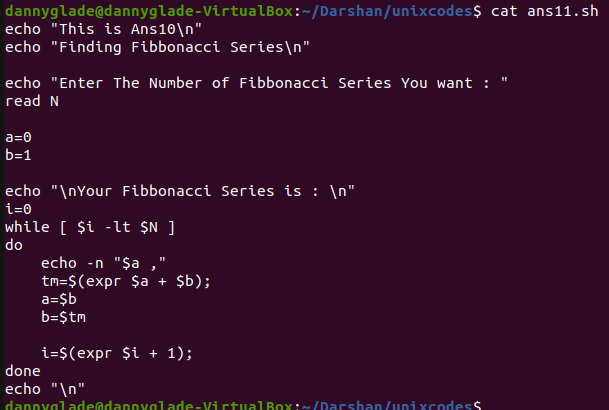 dannyglade@dannyglade-VirtualBox:~/Darshan/unixcodes$ cat ans11.sh
echo "This is Ans10\n"
echo "Finding Fibbonacci Series\n"

echo "Enter The Number of Fibbonacci Series You want : "
read N

a=0
b=1

echo "\nYour Fibbonacci Series is : \n"
i=0
while [ $i -lt $N ]
do
    echo -n "$a ,"
    tm=$(expr $a + $b);
    a=$b
    b=$tm

    i=$(expr $i + 1);
done
echo "\n"
dannyglade@dannyglade-VirtualBox:~/Darshan/unixcodes$